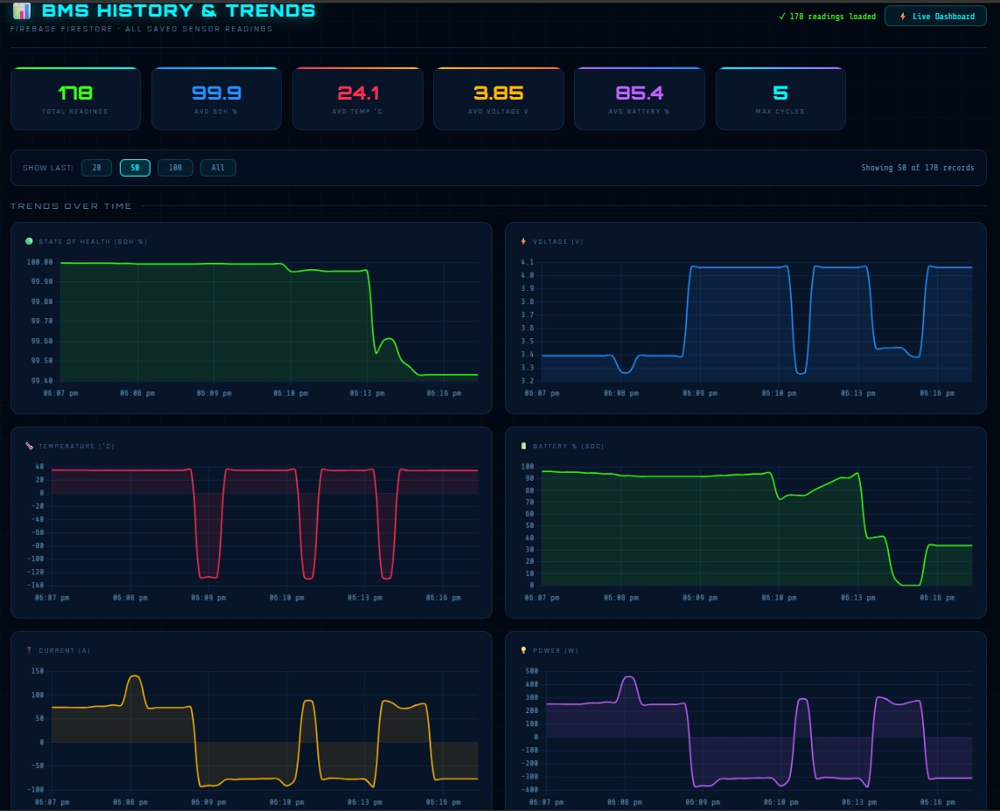 BMS HISTORY & TRENDS
FIREBASE FIRESTORE · ALL SAVED SENSOR READINGS
✓ 178 readings loaded
Live Dashboard
178
TOTAL READINGS
99.9
AVG SOH %
24.1
AVG TEMP °C
3.85
AVG VOLTAGE V
85.4
AVG BATTERY %
5
MAX CYCLES
SHOW LAST:
20
50
100
All
Showing 50 of 178 records
TRENDS OVER TIME
STATE OF HEALTH (SOH %)
100.00
99.90
99.80
99.70
99.60
99.50
99.40
06:07 pm 06:08 pm 06:09 pm 06:10 pm 06:13 pm 06:16 pm
VOLTAGE (V)
4.1
4.0
3.9
3.8
3.7
3.6
3.5
3.4
3.3
3.2
06:07 pm 06:08 pm 06:09 pm 06:10 pm 06:13 pm 06:16 pm
TEMPERATURE (°C)
40
20
0
-20
-40
-60
-80
-100
-120
-140
06:07 pm 06:08 pm 06:09 pm 06:10 pm 06:13 pm 06:16 pm
BATTERY % (SOC)
100
90
80
70
60
50
40
30
20
10
0
06:07 pm 06:08 pm 06:09 pm 06:10 pm 06:13 pm 06:16 pm
CURRENT (A)
150
100
50
0
-50
-100
06:07 pm 06:08 pm 06:09 pm 06:10 pm 06:13 pm 06:16 pm
POWER (W)
500
400
300
200
100
0
-100
-200
-300
-400
06:07 pm 06:08 pm 06:09 pm 06:10 pm 06:13 pm 06:16 pm